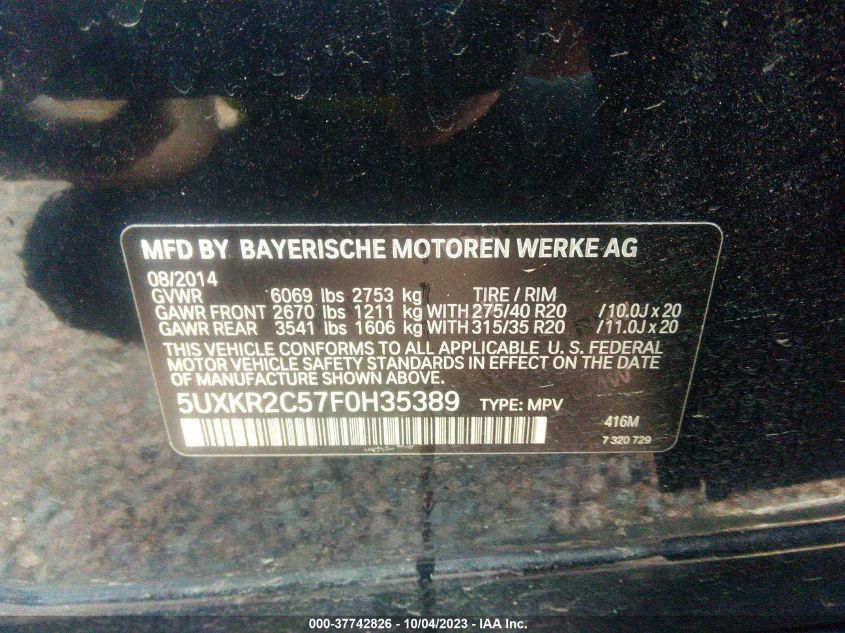 MFD BY BAYERISCHE MOTOREN WERKE AG
08/2014
GVWR 6069 lbs 2753 kg TIRE / RIM
GAWR FRONT 2670 lbs 1211 kg WITH 275/40 R20 /10.0J x 20
GAWR REAR 3541 lbs 1606 kg WITH 315/35 R20 /11.0J x 20
THIS VEHICLE CONFORMS TO ALL APPLICABLE U. S. FEDERAL
MOTOR VEHICLE SAFETY STANDARDS IN EFFECT ON THE DATE
OF MANUFACTURE SHOWN ABOVE.
5UXKR2C57F0H35389 TYPE: MPV
416M
7 320 729
000-37742826 - 10/04/2023 - IAA Inc.